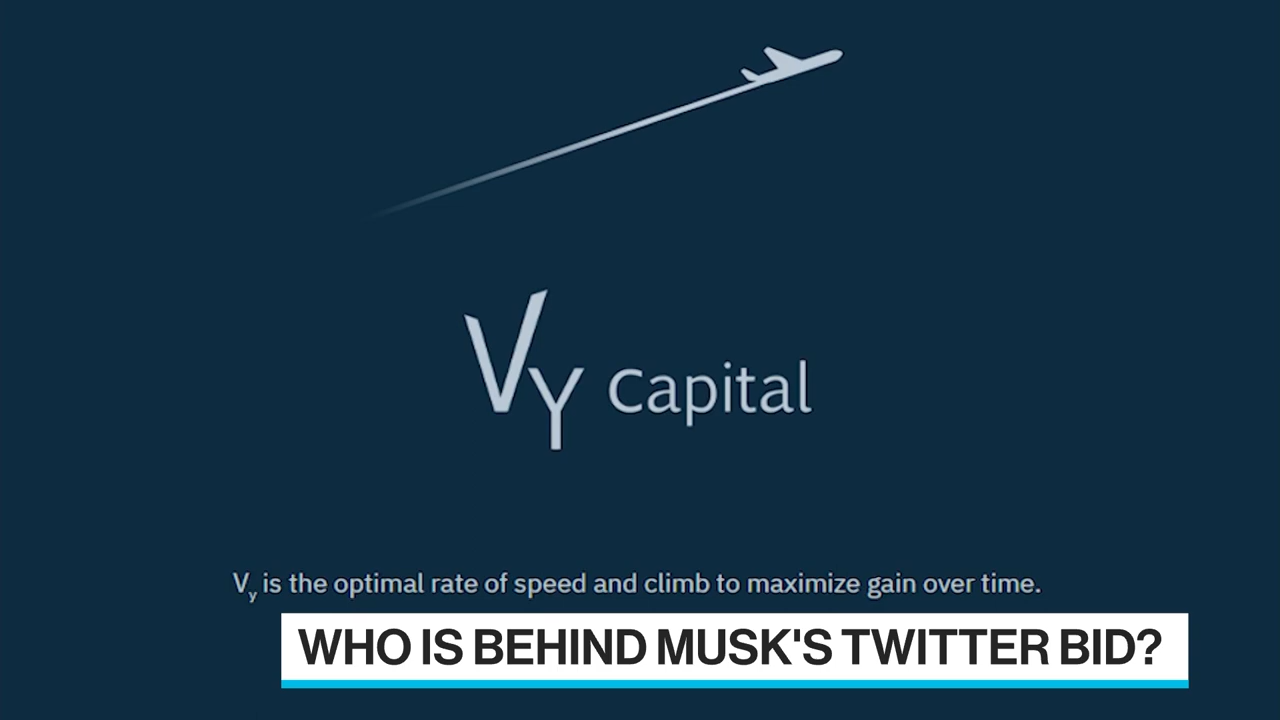 Vy Capital
Vy is the optimal rate of speed and climb to maximize gain over time.
WHO IS BEHIND MUSK'S TWITTER BID?